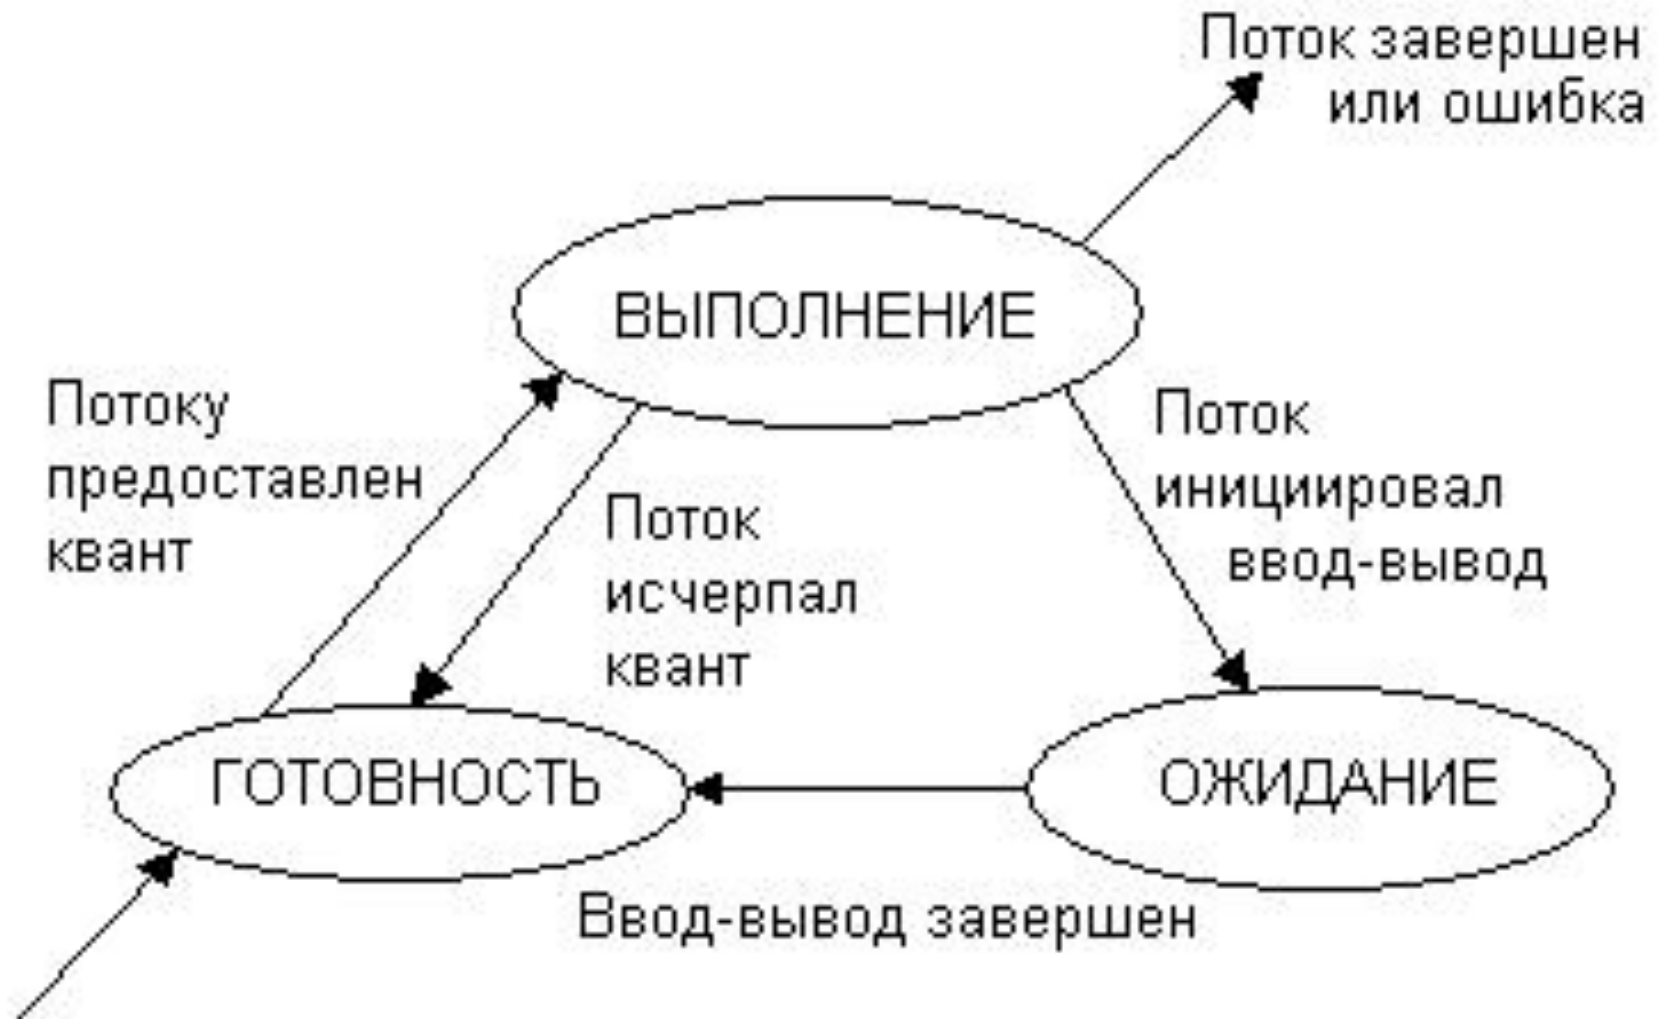 Поток завершен
или ошибка
ВЫПОЛНЕНИЕ
Потоку
предоставлен
квант
Поток
исчерпал
квант
Поток
инициировал
ввод-вывод
ГОТОВНОСТЬ
ОЖИДАНИЕ
Ввод-вывод завершен